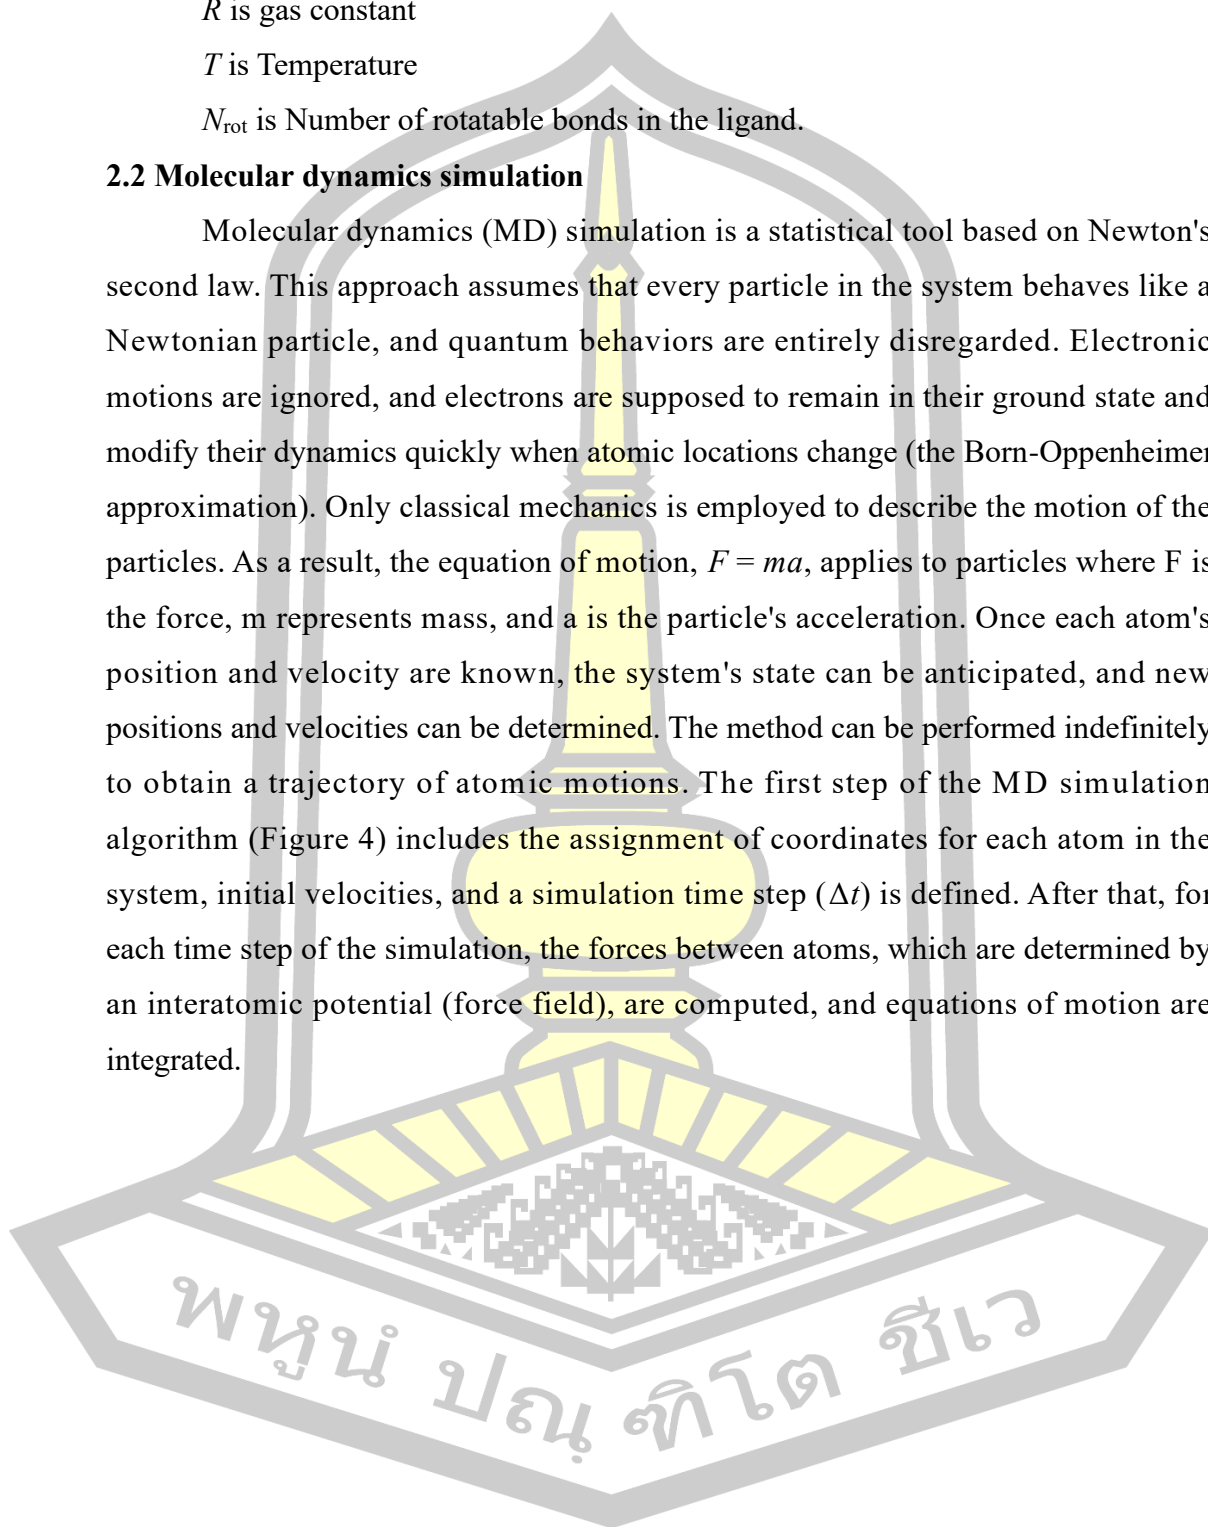 R is gas constant
T is Temperature
Nrot is Number of rotatable bonds in the ligand.
2.2 Molecular dynamics simulation
Molecular dynamics (MD) simulation is a statistical tool based on Newton's
second law. This approach assumes that every particle in the system behaves like a
Newtonian particle, and quantum behaviors are entirely disregarded. Electronic
motions are ignored, and electrons are supposed to remain in their ground state and
modify their dynamics quickly when atomic locations change (the Born-Oppenheimer
approximation). Only classical mechanics is employed to describe the motion of the
particles. As a result, the equation of motion, F = ma, applies to particles where F is
the force, m represents mass, and a is the particle's acceleration. Once each atom's
position and velocity are known, the system's state can be anticipated, and new
positions and velocities can be determined. The method can be performed indefinitely
to obtain a trajectory of atomic motions. The first step of the MD simulation
algorithm (Figure 4) includes the assignment of coordinates for each atom in the
system, initial velocities, and a simulation time step (Δt) is defined. After that, for
each time step of the simulation, the forces between atoms, which are determined by
an interatomic potential (force field), are computed, and equations of motion are
integrated.
พหูนํ ปณฺฑิโต ชีเว